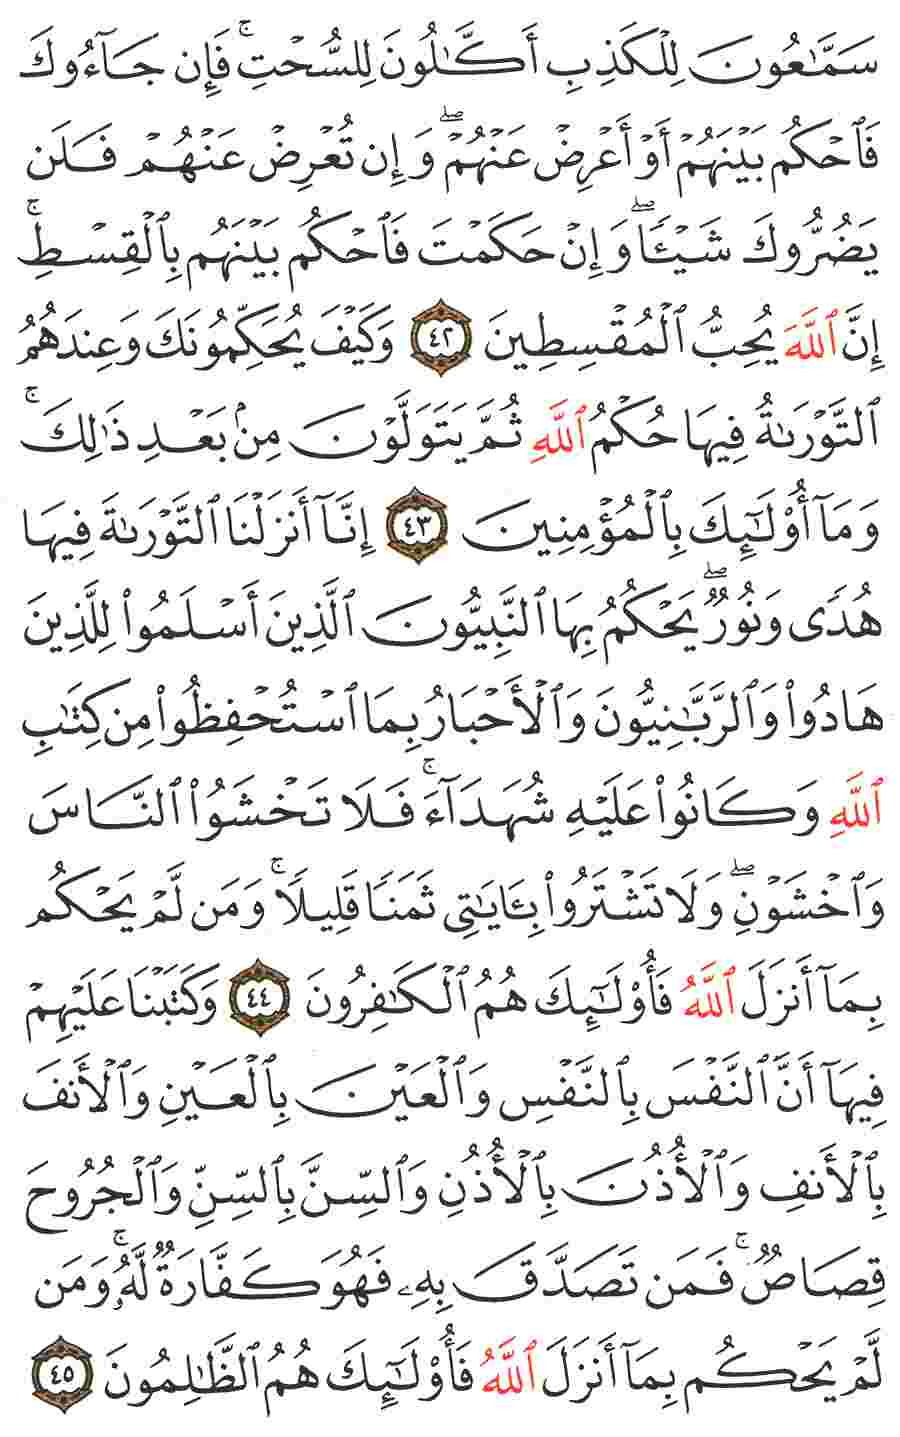 سَمَّٰعُونَ لِلْكَذِبِ أَكَّٰلُونَ لِلسُّحْتِ ۚ فَإِن جَآءُوكَ
فَٱحْكُم بَيْنَهُمْ أَوْ أَعْرِضْ عَنْهُمْ ۖ وَإِن تُعْرِضْ عَنْهُمْ فَلَن
يَضُرُّوكَ شَيْـًٔا ۖ وَإِنْ حَكَمْتَ فَٱحْكُم بَيْنَهُم بِٱلْقِسْطِ ۚ
إِنَّ ٱللَّهَ يُحِبُّ ٱلْمُقْسِطِينَ ٤٢ وَكَيْفَ يُحَكِّمُونَكَ وَعِندَهُمُ
ٱلتَّوْرَىٰةُ فِيهَا حُكْمُ ٱللَّهِ ثُمَّ يَتَوَلَّوْنَ مِنۢ بَعْدِ ذَٰلِكَ ۚ
وَمَآ أُو۟لَٰٓئِكَ بِٱلْمُؤْمِنِينَ ٤٣ إِنَّآ أَنزَلْنَا ٱلتَّوْرَىٰةَ فِيهَا
هُدًى وَنُورٌ ۖ يَحْكُمُ بِهَا ٱلنَّبِيُّونَ ٱلَّذِينَ أَسْلَمُوا۟ لِلَّذِينَ
هَادُوا۟ وَٱلرَّبَّٰنِيُّونَ وَٱلْأَحْبَارُ بِمَا ٱسْتُحْفِظُوا۟ مِن كِتَٰبِ
ٱللَّهِ وَكَانُوا۟ عَلَيْهِ شُهَدَآءَ ۚ فَلَا تَخْشَوُا۟ ٱلنَّاسَ
وَٱخْشَوْنِ ۖ وَلَا تَشْتَرُوا۟ بِـَٔايَٰتِى ثَمَنًا قَلِيلًا ۚ وَمَن لَّمْ يَحْكُم
بِمَآ أَنزَلَ ٱللَّهُ فَأُو۟لَٰٓئِكَ هُمُ ٱلْكَٰفِرُونَ ٤٤ وَكَتَبْنَا عَلَيْهِمْ
فِيهَآ أَنَّ ٱلنَّفْسَ بِٱلنَّفْسِ وَٱلْعَيْنَ بِٱلْعَيْنِ وَٱلْأَنفَ
بِٱلْأَنفِ وَٱلْأُذُنَ بِٱلْأُذُنِ وَٱلسِّنَّ بِٱلسِّنِّ وَٱلْجُرُوحَ
قِصَاصٌ ۚ فَمَن تَصَدَّقَ بِهِۦ فَهُوَ كَفَّارَةٌ لَّهُۥ ۚ وَمَن
لَّمْ يَحْكُم بِمَآ أَنزَلَ ٱللَّهُ فَأُو۟لَٰٓئِكَ هُمُ ٱلظَّٰلِمُونَ ٤٥